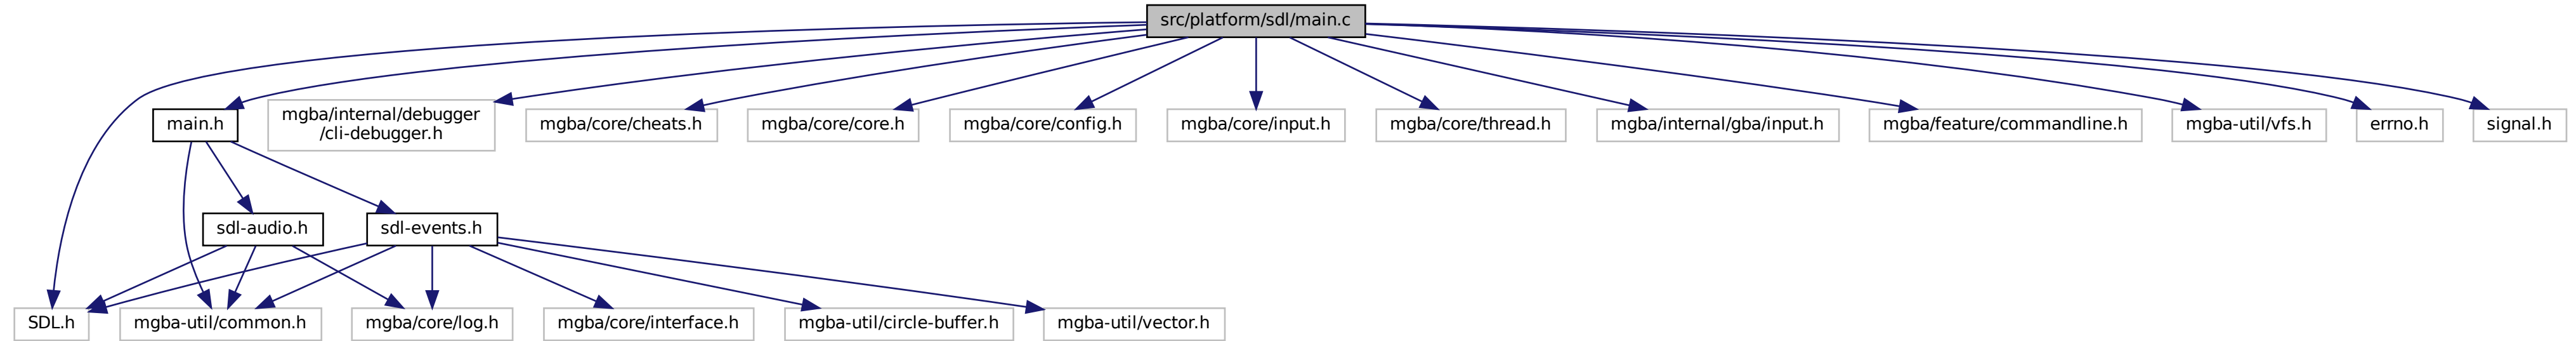 src/platform/sdl/main.c
main.h
mgba/internal/debugger
/cli-debugger.h
mgba/core/cheats.h
mgba/core/core.h
mgba/core/config.h
mgba/core/input.h
mgba/core/thread.h
mgba/internal/gba/input.h
mgba/feature/commandline.h
mgba-util/vfs.h
errno.h
signal.h
sdl-audio.h
sdl-events.h
SDL.h
mgba-util/common.h
mgba/core/log.h
mgba/core/interface.h
mgba-util/circle-buffer.h
mgba-util/vector.h